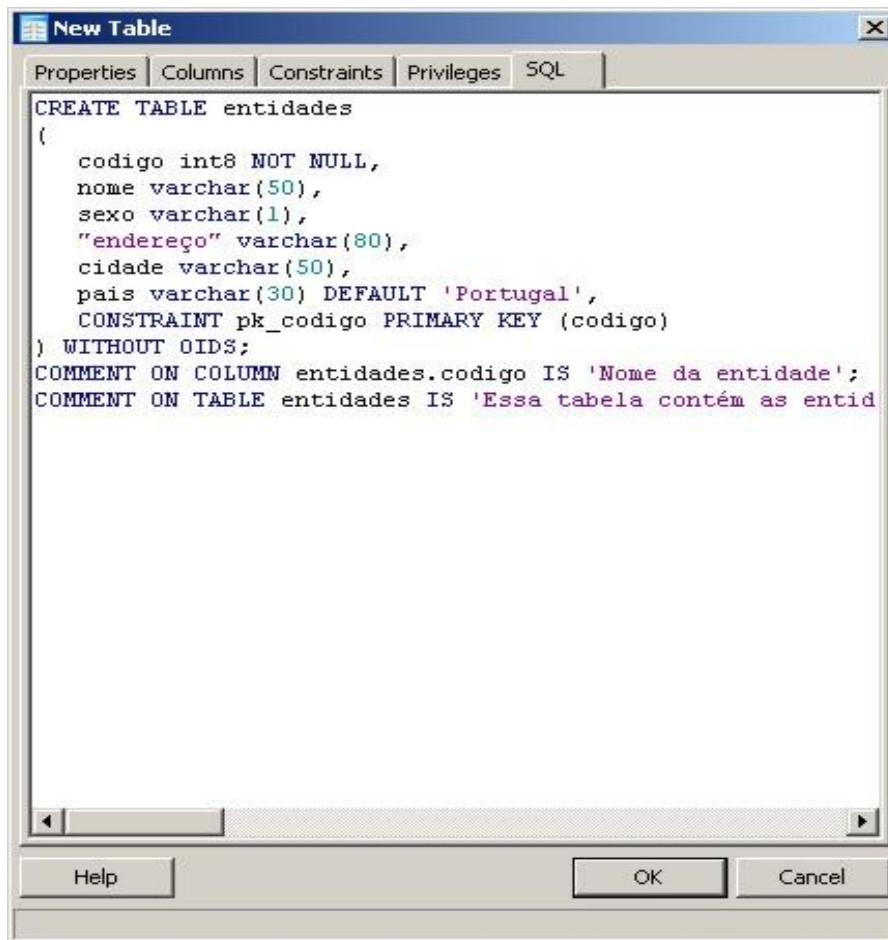 New Table
Properties Columns Constraints Privileges SQL
CREATE TABLE entidades
(
codigo int8 NOT NULL,
nome varchar(50),
sexo varchar(1),
"endereço" varchar(80),
cidade varchar(50),
pais varchar(30) DEFAULT 'Portugal',
CONSTRAINT pk_codigo PRIMARY KEY (codigo)
) WITHOUT OIDS;
COMMENT ON COLUMN entidades.codigo IS 'Nome da entidade';
COMMENT ON TABLE entidades IS 'Essa tabela contém as entid
Help OK Cancel